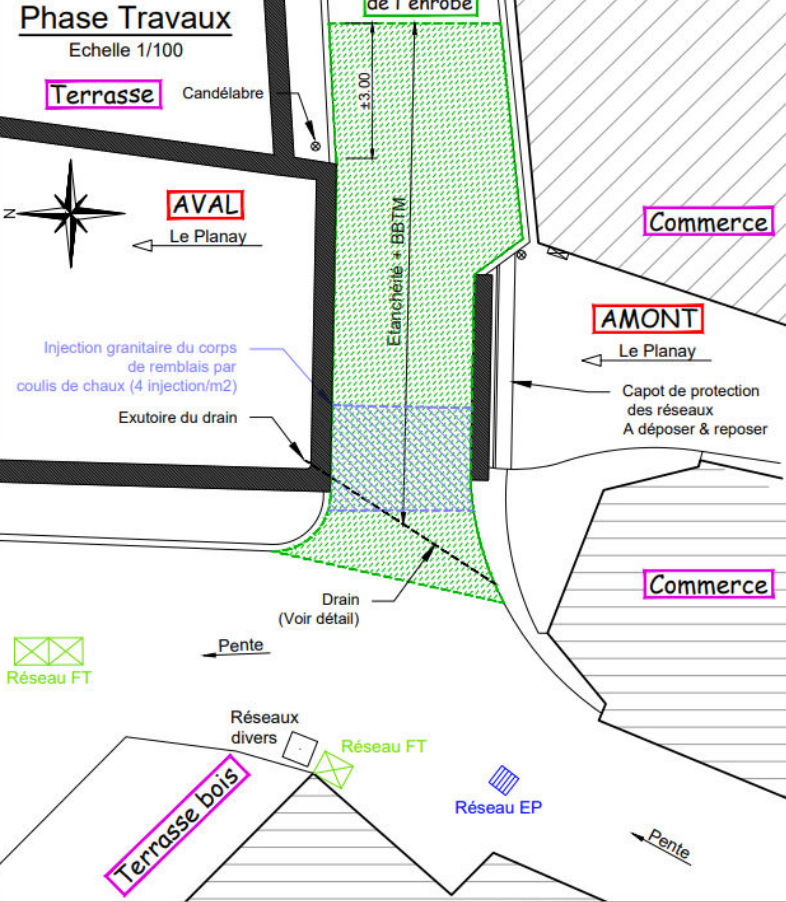 de l'enrobé
Phase Travaux
Echelle 1/100
Terrasse
Candélabre
±3.00
N
AVAL
Le Planay
Commerce
Etanchéité + BBTM
AMONT
Le Planay
Injection granitaire du corps
de remblais par
coulis de chaux (4 injection/m2)
Exutoire du drain
Capot de protection
des réseaux
A déposer & reposer
Commerce
Drain
(Voir détail)
Pente
Réseau FT
Réseaux
divers
Réseau FT
Terrasse bois
Réseau EP
Pente